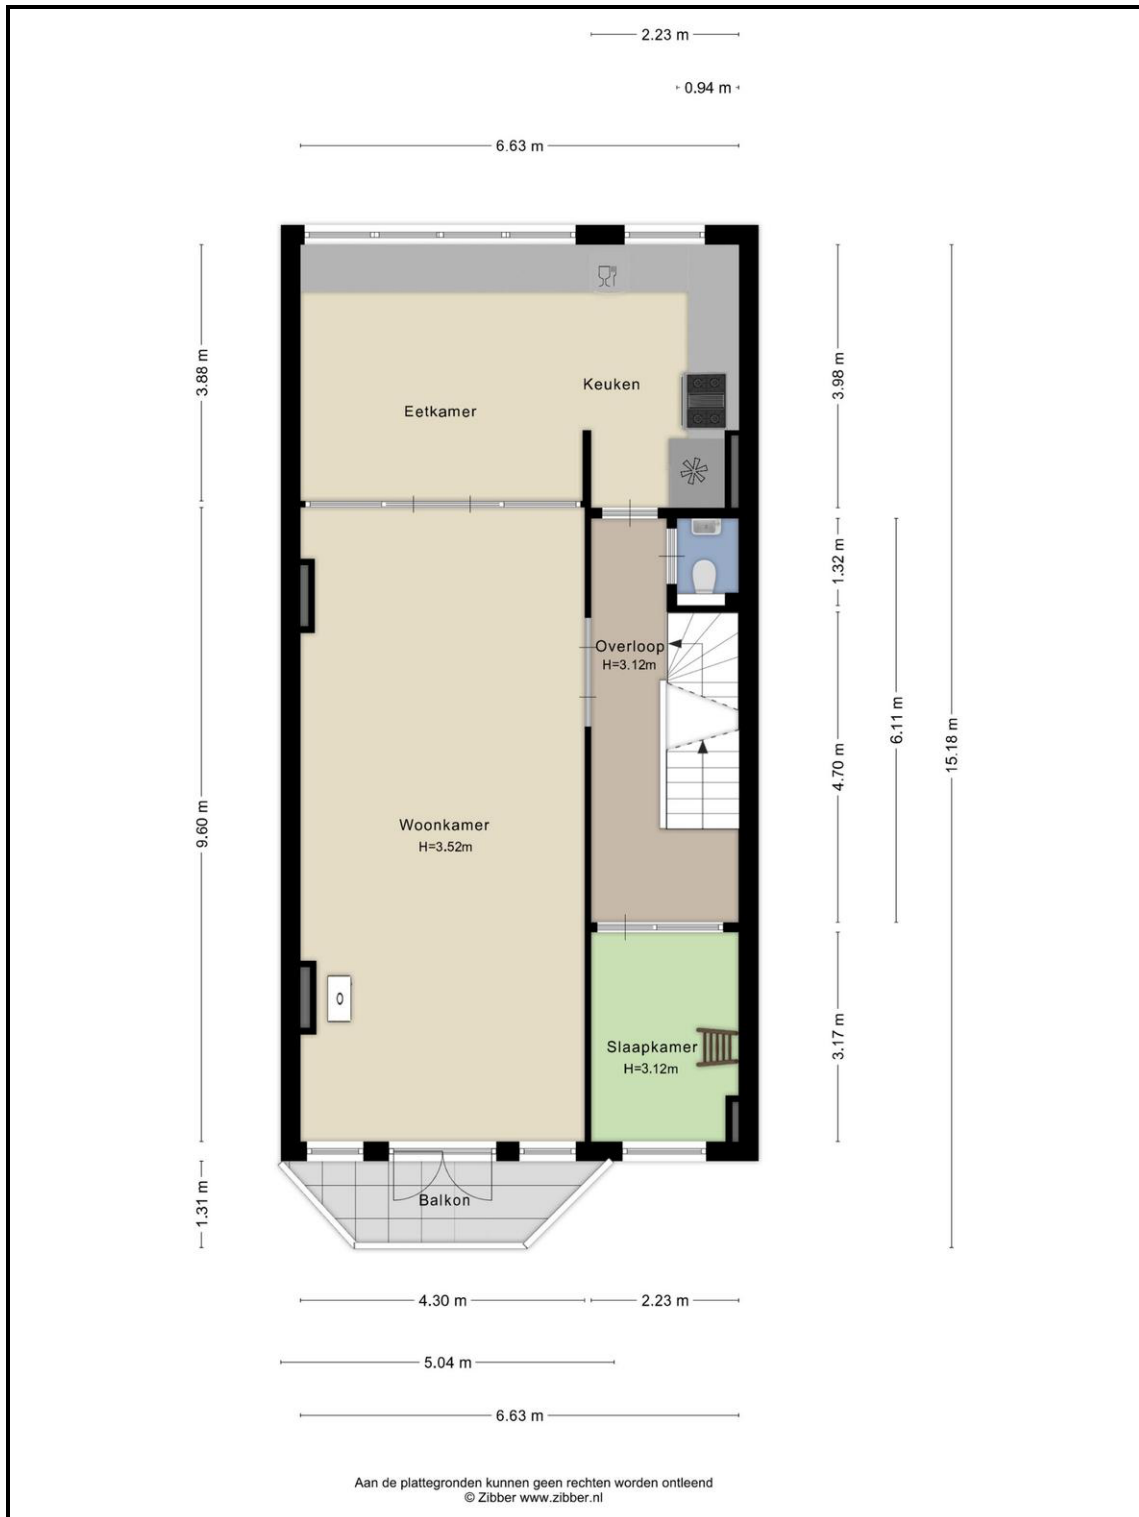 2.23 m
0.94 m
6.63 m
3.88 m
3.98 m
Keuken
Eetkamer
1.32 m
Overloop
H=3.12m
6.11 m
15.18 m
4.70 m
9.60 m
Woonkamer
H=3.52m
3.17 m
Slaapkamer
H=3.12m
1.31 m
Balkon
4.30 m
2.23 m
5.04 m
6.63 m
Aan de plattegronden kunnen geen rechten worden ontleend
© Zibber www.zibber.nl